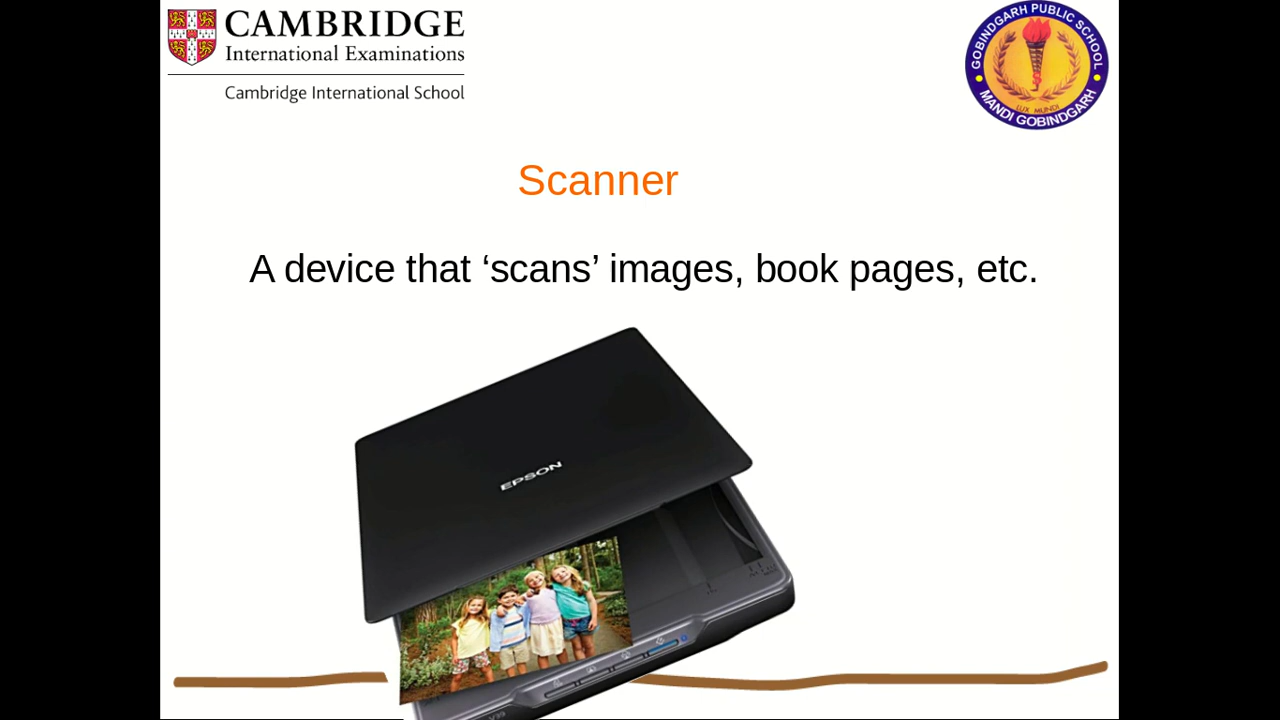 CAMBRIDGE
International Examinations
Cambridge International School
GOBINDGARH PUBLIC SCHOOL
LUX MUNDI
MANDI GOBINDGARH
Scanner
A device that ‘scans’ images, book pages, etc.
EPSON